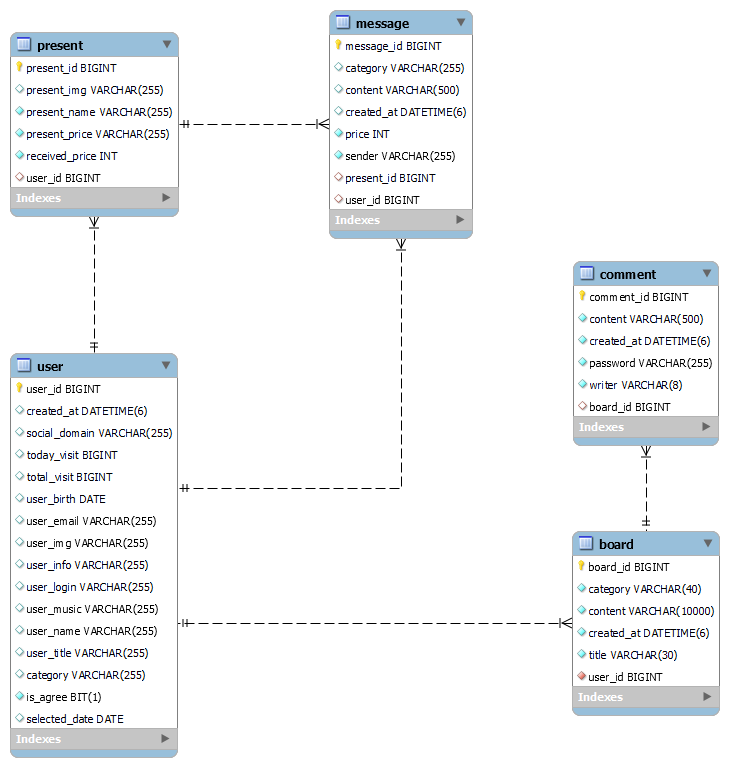 present
present_id BIGINT
present_img VARCHAR(255)
present_name VARCHAR(255)
present_price VARCHAR(255)
received_price INT
user_id BIGINT
Indexes
message
message_id BIGINT
category VARCHAR(255)
content VARCHAR(500)
created_at DATETIME(6)
price INT
sender VARCHAR(255)
present_id BIGINT
user_id BIGINT
Indexes
comment
comment_id BIGINT
content VARCHAR(500)
created_at DATETIME(6)
password VARCHAR(255)
writer VARCHAR(8)
board_id BIGINT
Indexes
user
user_id BIGINT
created_at DATETIME(6)
social_domain VARCHAR(255)
today_visit BIGINT
total_visit BIGINT
user_birth DATE
user_email VARCHAR(255)
user_img VARCHAR(255)
user_info VARCHAR(255)
user_login VARCHAR(255)
user_music VARCHAR(255)
user_name VARCHAR(255)
user_title VARCHAR(255)
category VARCHAR(255)
is_agree BIT(1)
selected_date DATE
Indexes
board
board_id BIGINT
category VARCHAR(40)
content VARCHAR(10000)
created_at DATETIME(6)
title VARCHAR(30)
user_id BIGINT
Indexes